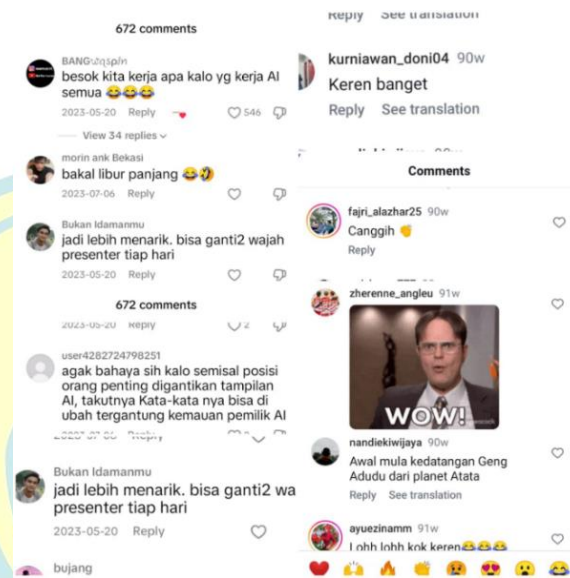 672 comments
besok kita kerja apa kalo yg kerja AI
semua 😂😂😂
2023-05-20 Reply 546
View 34 replies
morin ank Bekasi
bakal libur panjang 😂🤣
2023-07-06 Reply
Bukan Idamanmu
jadi lebih menarik. bisa ganti2 wajah
presenter tiap hari
2023-05-20 Reply
672 comments
2023-05-20 Reply 2
user4282724798251
agak bahaya sih kalo semisal posisi
orang penting digantikan tampilan
AI, takutnya Kata-kata nya bisa di
ubah tergantung kemauan pemilik AI
Bukan Idamanmu
jadi lebih menarik. bisa ganti2 wa
presenter tiap hari
2023-05-20 Reply
bujang
Reply See translation
kurniawan_doni04 90w
Keren banget
Reply See translation
Comments
fajri_alazhar25 90w
Canggih
Reply
zherenne_angleu 91w
WOW!
nandiekiwijaya 90w
Awal mula kedatangan Geng
Adudu dari planet Atata
Reply See translation
ayuezinamm 91w
Lohh lohh kok keren😂😂😂